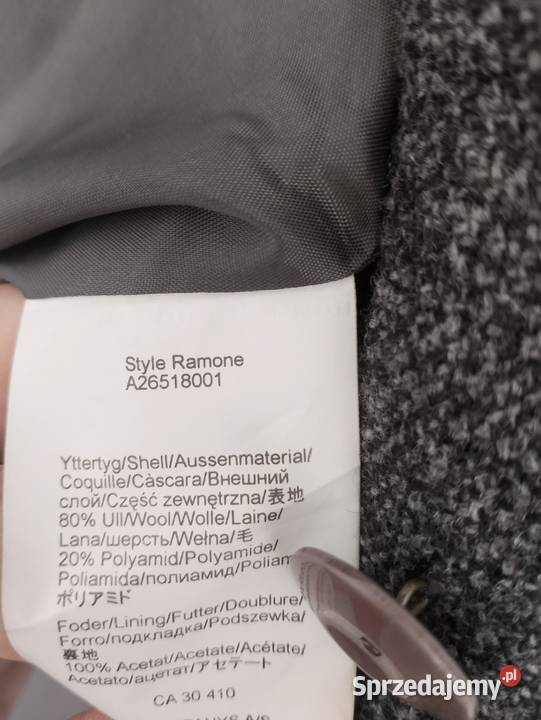 Style Ramone
A26518001
Yttertyg/Shell/Aussenmaterial/
Coquille/Càscara/Внешний
слой/Część zewnętrzna/表地
80% Ull/Wool/Wolle/Laine/
Lana/шерсть/Wełna/毛
20% Polyamid/Polyamide/
Poliamida/полиамид/Poliam
ポリアミド
Foder/Lining/Futter/Doublure/
Forro/подкладка/Podszewka/
裏地
100% Acetat/Acetate/Acétate/
Acetato/ацетат/アセテート
CA 30 410
A/s
Sprzedajemy.pl